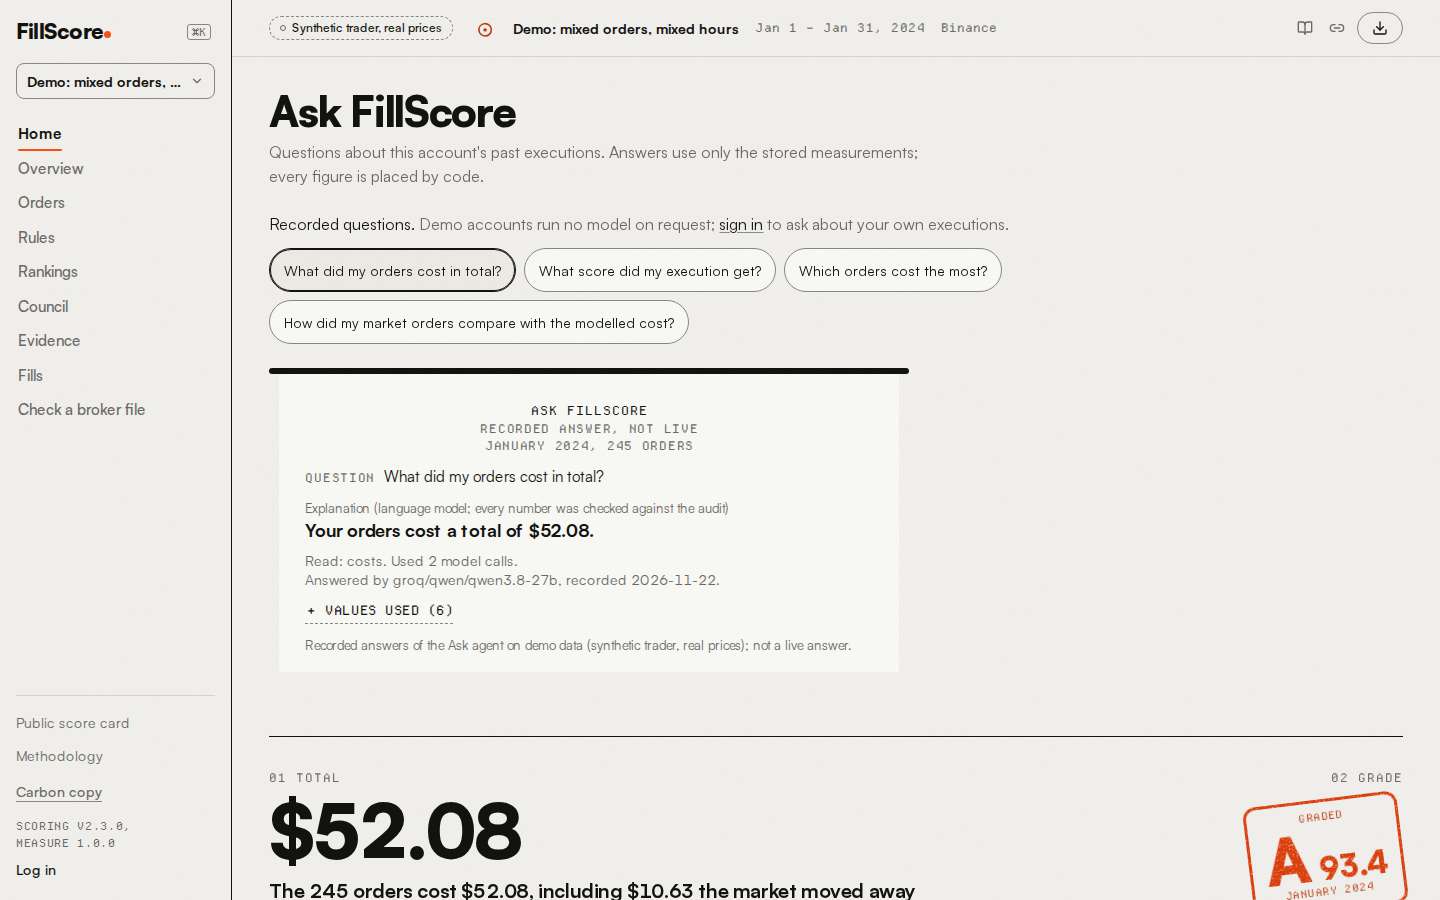 FillScore
⌘K
Demo: mixed orders, ...
Home
Overview
Orders
Rules
Rankings
Council
Evidence
Fills
Check a broker file
Public score card
Methodology
Carbon copy
SCORING V2.3.0,
MEASURE 1.0.0
Log in
Synthetic trader, real prices
Demo: mixed orders, mixed hours
Jan 1 – Jan 31, 2024 Binance
Ask FillScore
Questions about this account's past executions. Answers use only the stored measurements;
every figure is placed by code.
Recorded questions. Demo accounts run no model on request; sign in to ask about your own executions.
What did my orders cost in total?
What score did my execution get?
Which orders cost the most?
How did my market orders compare with the modelled cost?
ASK FILLSCORE
RECORDED ANSWER, NOT LIVE
JANUARY 2024, 245 ORDERS
QUESTION What did my orders cost in total?
Explanation (language model; every number was checked against the audit)
Your orders cost a total of $52.08.
Read: costs. Used 2 model calls.
Answered by groq/qwen/qwen3.8-27b, recorded 2026-11-22.
+ VALUES USED (6)
Recorded answers of the Ask agent on demo data (synthetic trader, real prices); not a live answer.
01 TOTAL
$52.08
The 245 orders cost $52.08, including $10.63 the market moved away
02 GRADE
GRADED
A 93.4
JANUARY 2024